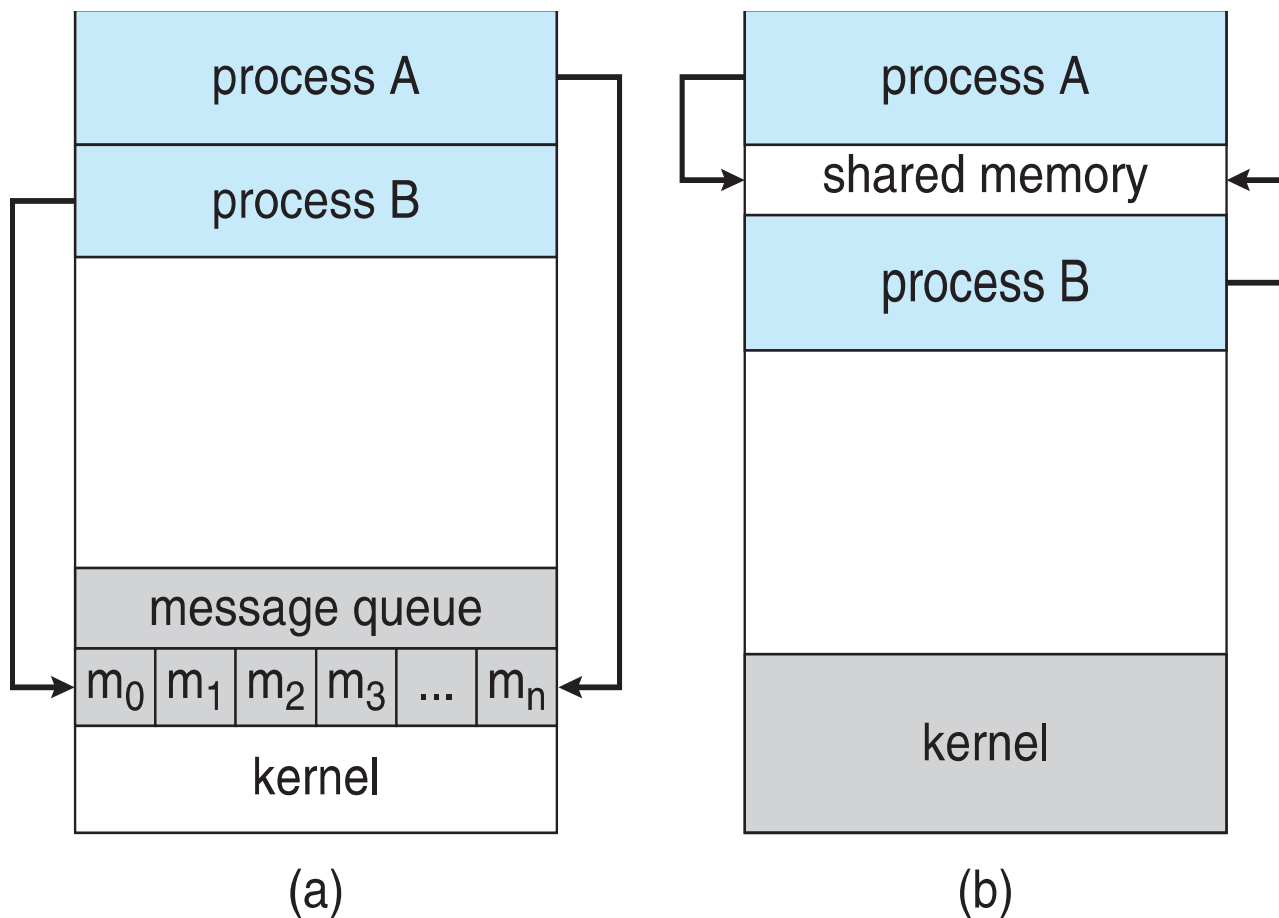 process A
process B
message queue
m0 m1 m2 m3 ... mn
kernel
(a)
process A
shared memory
process B
kernel
(b)